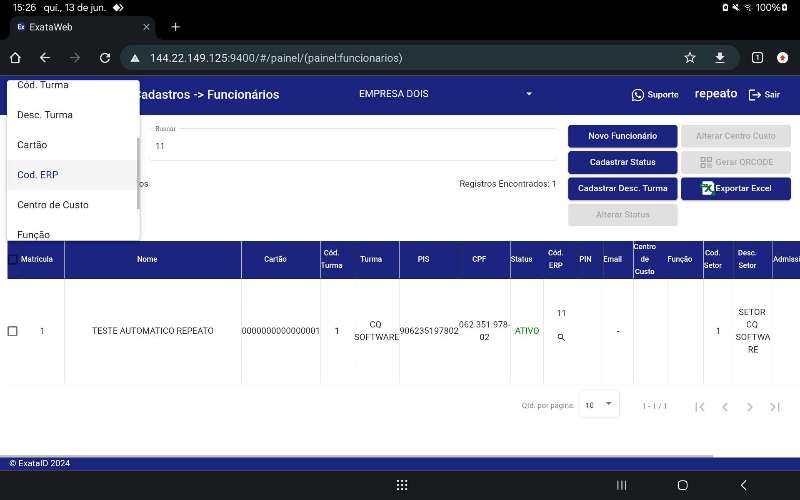 15:26 qui., 13 de jun.
100%
Ex ExataWeb
144.22.149.125:9400/#/painel/(painel:funcionarios)
1
Cadastros -> Funcionários
EMPRESA DOIS
Suporte
repeato
Sair
Cód. Turma
Desc. Turma
Cartão
Cod. ERP
Centro de Custo
Função
Buscar
11
os
Registros Encontrados: 1
Novo Funcionário
Alterar Centro Custo
Cadastrar Status
Gerar QRCODE
Cadastrar Desc. Turma
Exportar Excel
Alterar Status
Matricula Nome Cartão Cód. Turma Turma PIS CPF Status Cód. ERP PIN Email Centro de Custo Função Cod. Setor Desc. Setor Admissi
1 TESTE AUTOMATICO REPEATO 0000000000000001 1 CQ SOFTWARE 906235197802 062.351.978-02 ATIVO 11 - 1 SETOR CQ SOFTWARE
Qtd. por página: 10 1 - 1 / 1
© ExataID 2024